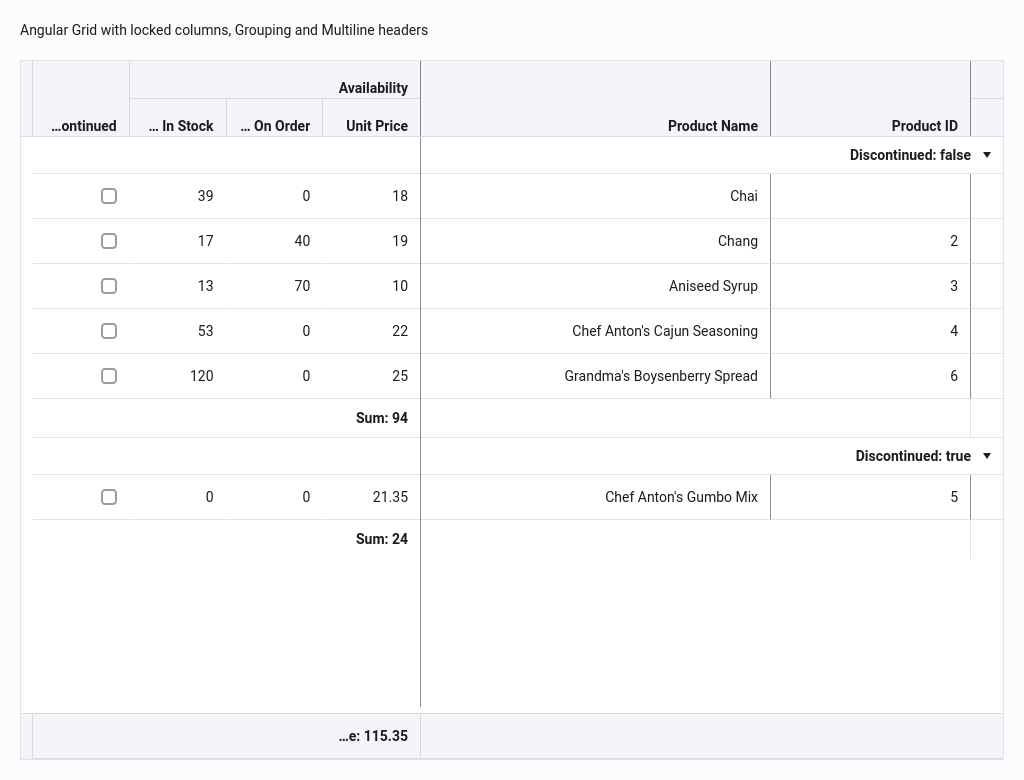 Angular Grid with locked columns, Grouping and Multiline headers
Availability
...ontinued ... In Stock ... On Order Unit Price Product Name Product ID
Discontinued: false
39 0 18 Chai
17 40 19 Chang 2
13 70 10 Aniseed Syrup 3
53 0 22 Chef Anton's Cajun Seasoning 4
120 0 25 Grandma's Boysenberry Spread 6
Sum: 94
Discontinued: true
0 0 21.35 Chef Anton's Gumbo Mix 5
Sum: 24
...e: 115.35